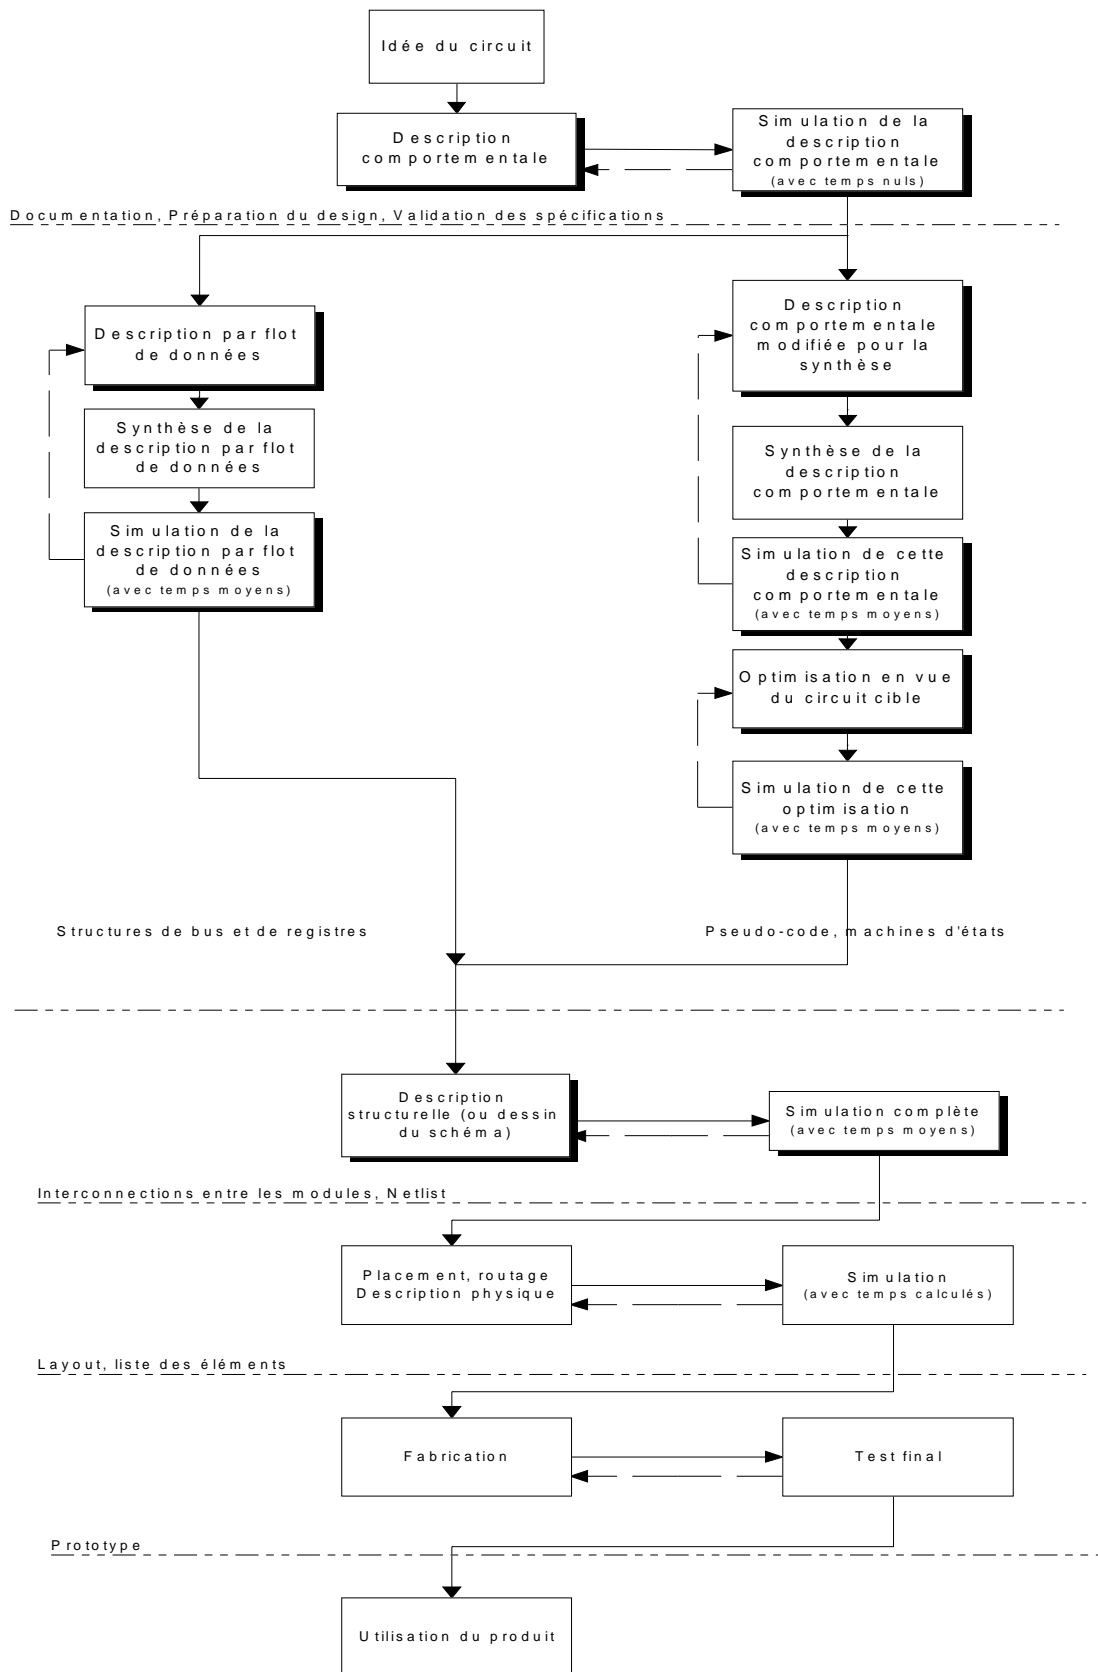 Idée du circuit
Description
comportementale
Simulation de la
description
comportementale
(avec temps nuls)
Documentation, Préparation du design, Validation des spécifications
Description par flot
de données
Synthèse de la
description par flot
de données
Simulation de la
description par flot
de données
(avec temps moyens)
Description
comportementale
modifiée pour la
synthèse
Synthèse de la
description
comportementale
Simulation de cette
description
comportementale
(avec temps moyens)
Optimisation en vue
du circuit cible
Simulation de cette
optimisation
(avec temps moyens)
Structures de bus et de registres
Pseudo-code, machines d'états
Description
structurelle (ou dessin
du schéma)
Simulation complète
(avec temps moyens)
Interconnections entre les modules, Netlist
Placement, routage
Description physique
Simulation
(avec temps calculés)
Layout, liste des éléments
Fabrication
Test final
Prototype
Utilisation du produit